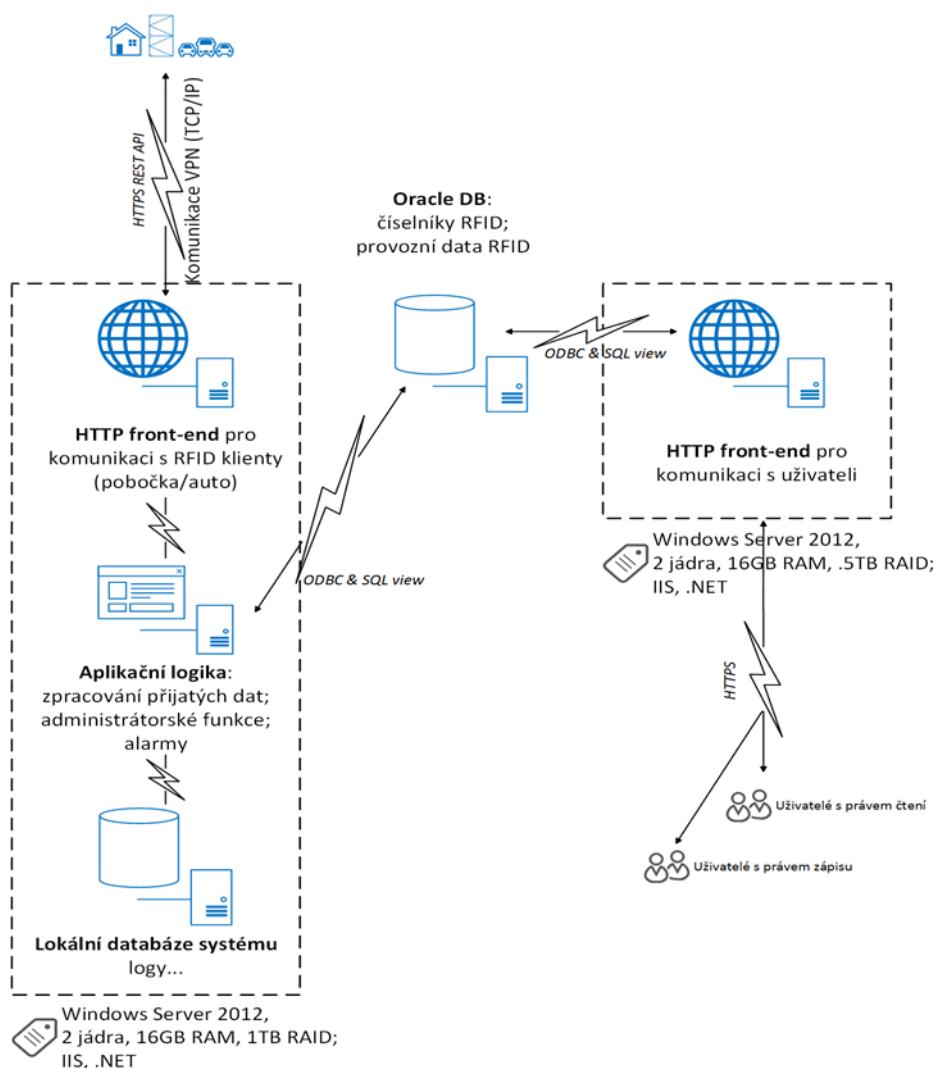 HTTPS REST API
Komunikace VPN (TCP/IP)
Oracle DB:
číselníky RFID;
provozní data RFID
ODBC & SQL view
HTTP front-end pro
komunikaci s RFID klienty
(pobočka/auto)
HTTP front-end pro
komunikaci s uživateli
Windows Server 2012,
2 jádra, 16GB RAM, .5TB RAID;
IIS, .NET
ODBC & SQL view
Aplikační logika:
zpracování přijatých dat;
administrátorské funkce;
alarmy
HTTPS
Uživatelé s právem čtení
Uživatelé s právem zápisu
Lokální databáze systému
logy...
Windows Server 2012,
2 jádra, 16GB RAM, 1TB RAID;
IIS, .NET